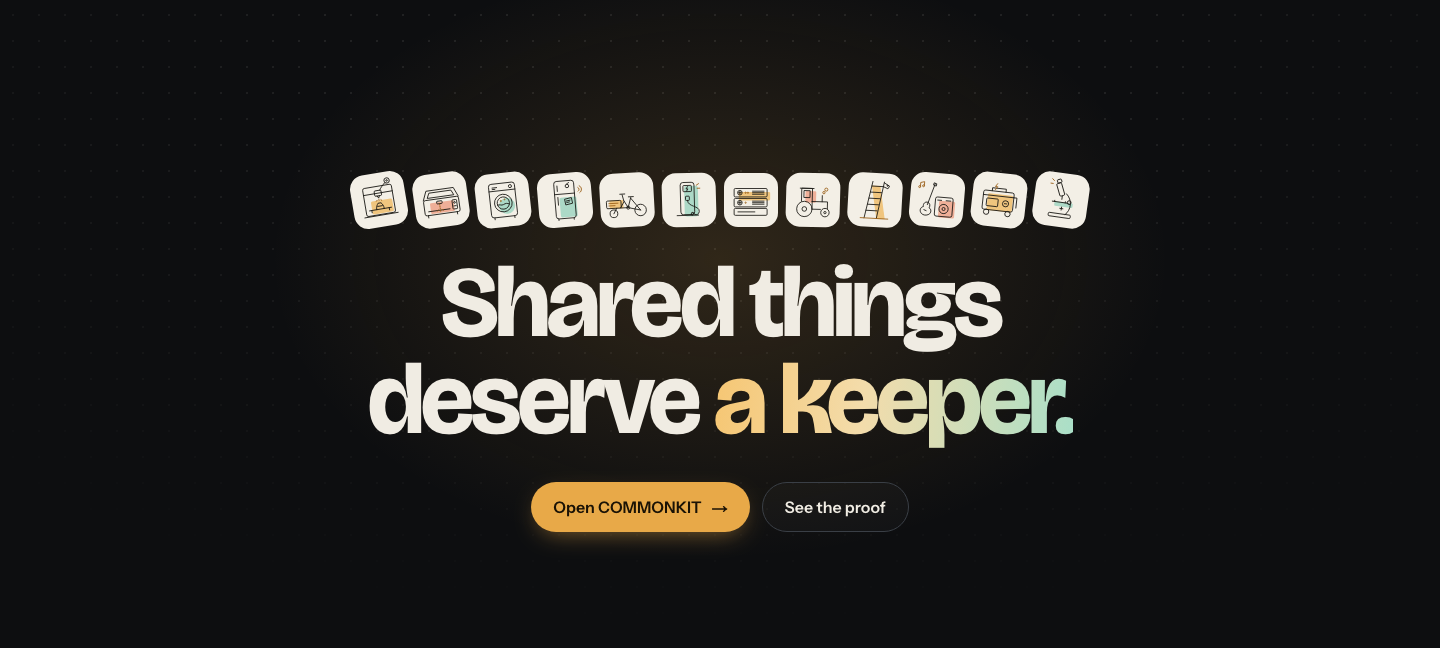 Shared things
deserve a keeper.
Open COMMONKIT →
See the proof